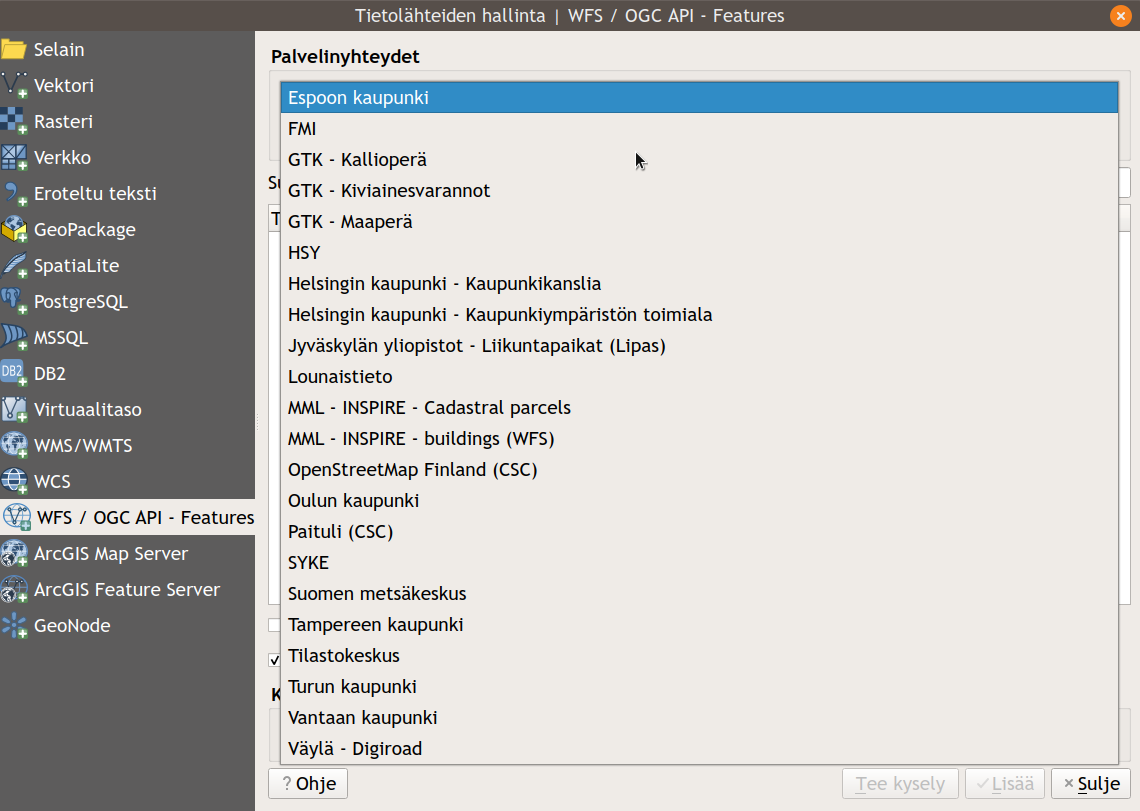 Tietolähteiden hallinta | WFS / OGC API - Features
Selain
Vektori
Rasteri
Verkko
Eroteltu teksti
GeoPackage
SpatiaLite
PostgreSQL
MSSQL
DB2
DB2
Virtuaalitaso
WMS/WMTS
WCS
WFS / OGC API - Features
ArcGIS Map Server
ArcGIS Feature Server
GeoNode
Palvelinyhteydet
Espoon kaupunki
FMI
GTK - Kallioperä
GTK - Kiviainesvarannot
GTK - Maaperä
HSY
Helsingin kaupunki - Kaupunkikanslia
Helsingin kaupunki - Kaupunkiympäristön toimiala
Jyväskylän yliopistot - Liikuntapaikat (Lipas)
Lounaistieto
MML - INSPIRE - Cadastral parcels
MML - INSPIRE - buildings (WFS)
OpenStreetMap Finland (CSC)
Oulun kaupunki
Paituli (CSC)
SYKE
Suomen metsäkeskus
Tampereen kaupunki
Tilastokeskus
Turun kaupunki
Vantaan kaupunki
Väylä - Digiroad
? Ohje
Tee kysely
Lisää
Sulje